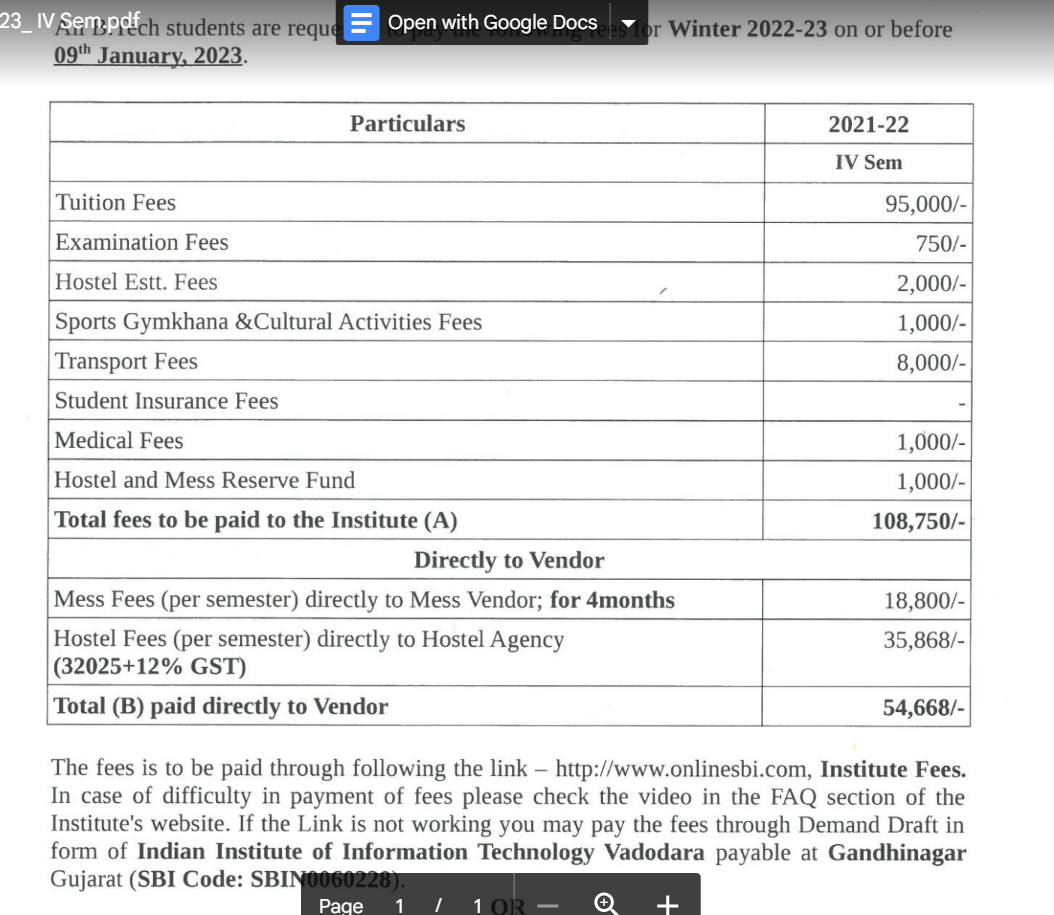 23_ IV Sem.pdf
Open with Google Docs
All B.Tech students are reque to pay the following fees for Winter 2022-23 on or before
09th January, 2023.
Particulars 2021-22
IV Sem
Tuition Fees 95,000/-
Examination Fees 750/-
Hostel Estt. Fees 2,000/-
Sports Gymkhana &Cultural Activities Fees 1,000/-
Transport Fees 8,000/-
Student Insurance Fees -
Medical Fees 1,000/-
Hostel and Mess Reserve Fund 1,000/-
Total fees to be paid to the Institute (A) 108,750/-
Directly to Vendor
Mess Fees (per semester) directly to Mess Vendor; for 4months 18,800/-
Hostel Fees (per semester) directly to Hostel Agency 35,868/-
(32025+12% GST)
Total (B) paid directly to Vendor 54,668/-
The fees is to be paid through following the link – http://www.onlinesbi.com, Institute Fees.
In case of difficulty in payment of fees please check the video in the FAQ section of the
Institute's website. If the Link is not working you may pay the fees through Demand Draft in
form of Indian Institute of Information Technology Vadodara payable at Gandhinagar
Gujarat (SBI Code: SBIN0060228).
OR
Page 1 / 1